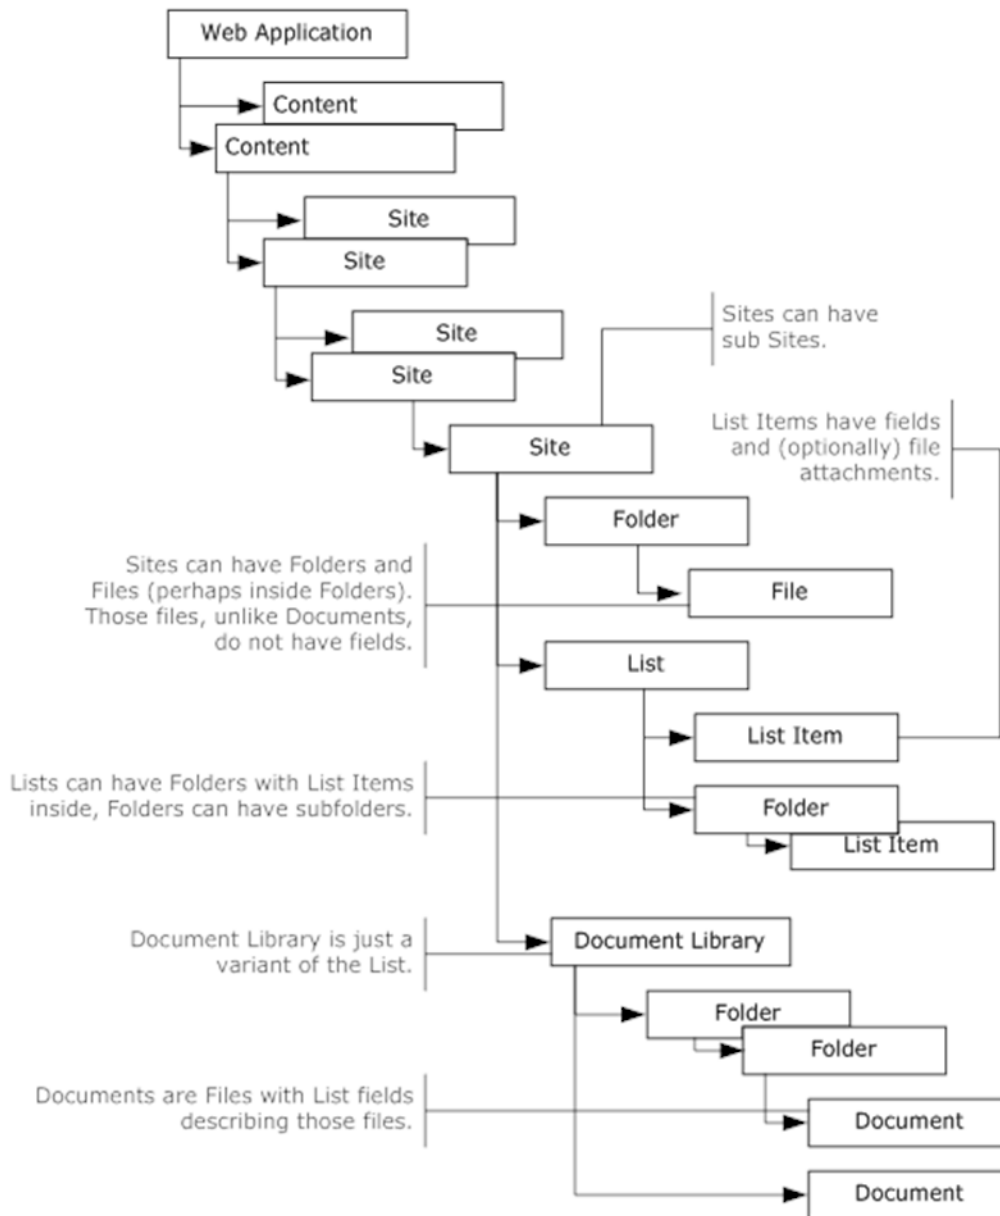 Web Application
Content
Content
Site
Site
Site
Site
Sites can have
sub Sites.
List Items have fields
and (optionally) file
attachments.
Site
Folder
Sites can have Folders and
Files (perhaps inside Folders).
Those files, unlike Documents,
do not have fields.
File
List
List Item
Lists can have Folders with List Items
inside, Folders can have subfolders.
Folder
List Item
Document Library is just a
variant of the List.
Document Library
Folder
Folder
Documents are Files with List fields
describing those files.
Document
Document